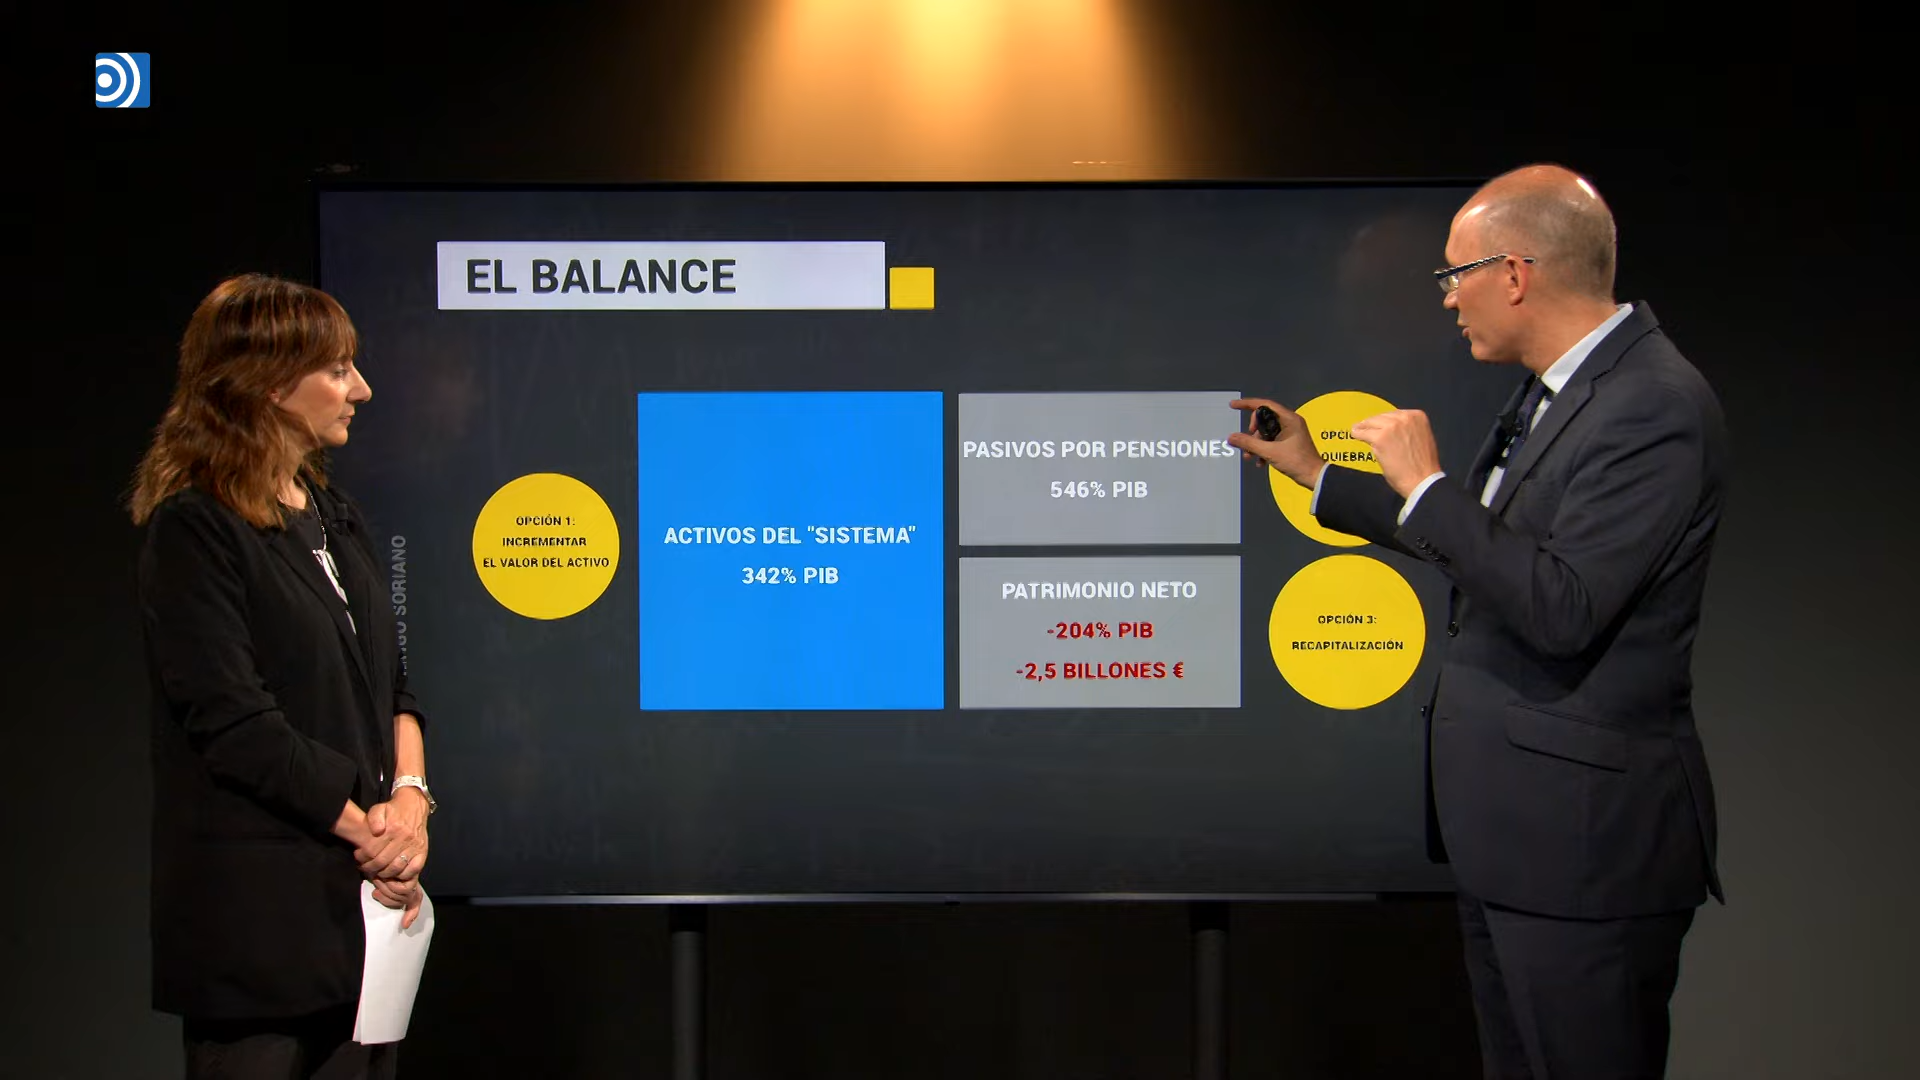 EL BALANCE
OPCIÓN 1:
INCREMENTAR
EL VALOR DEL ACTIVO
ACTIVOS DEL "SISTEMA"
342% PIB
PASIVOS POR PENSIONES
546% PIB
PATRIMONIO NETO
-204% PIB
-2,5 BILLONES €
OPCIÓN 3:
RECAPITALIZACIÓN
SORIANO